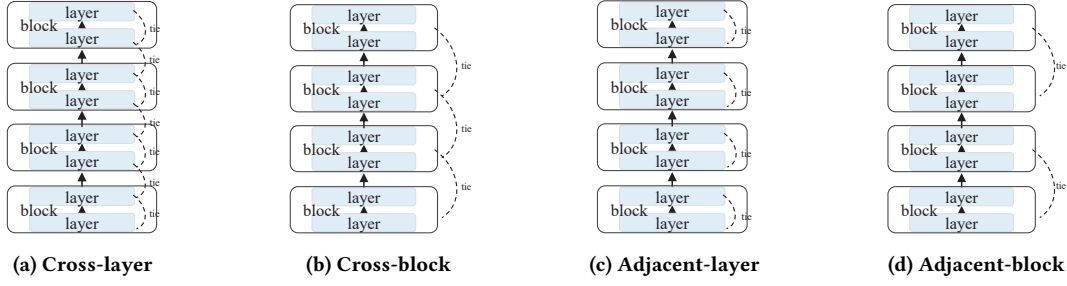 layer
block
layer
tie
tie
layer
block
layer
tie
tie
layer
block
layer
tie
tie
layer
block
layer
tie
(a) Cross-layer
layer
block
layer
tie
layer
block
layer
tie
layer
block
layer
tie
layer
block
layer
(b) Cross-block
layer
block
layer
tie
layer
block
layer
tie
layer
block
layer
tie
layer
block
layer
tie
(c) Adjacent-layer
layer
block
layer
tie
layer
block
layer
layer
block
layer
tie
layer
block
layer
(d) Adjacent-block